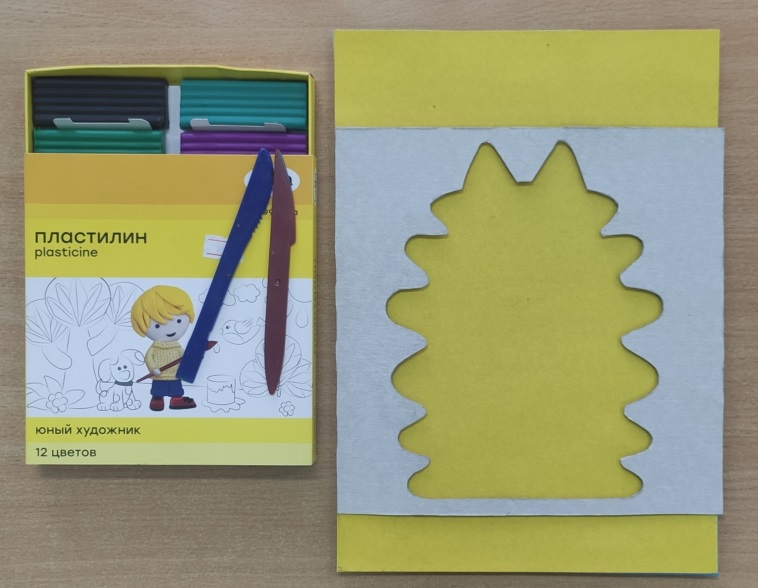 пластилин
plasticine
юный художник
12 цветов